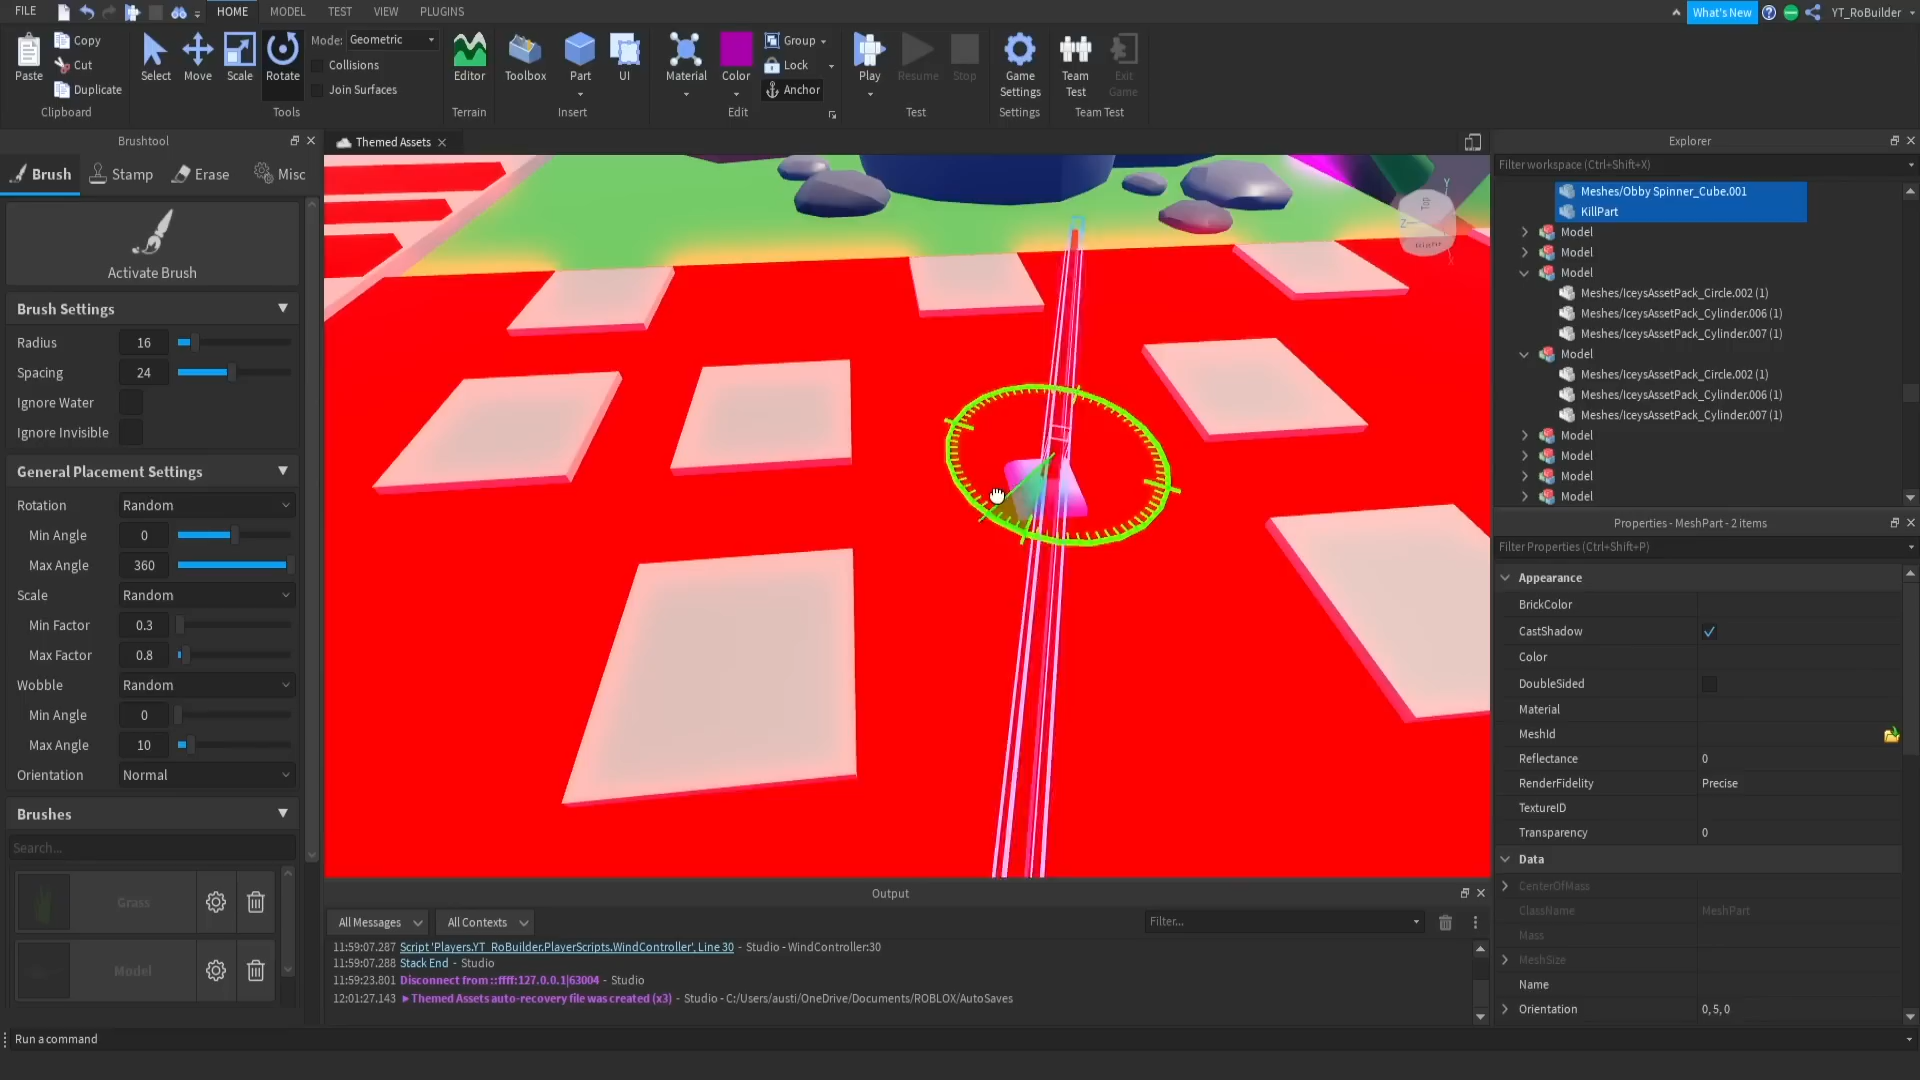 FILE HOME MODEL TEST VIEW PLUGINS What's New YT_RoBuilder
Paste Copy Cut Duplicate Clipboard
Select Move Scale Rotate Tools
Mode: Geometric
Collisions
Join Surfaces
Editor Terrain
Toolbox Part UI Insert
Material Color Group Lock Anchor Edit
Play Resume Stop Test
Game Settings Settings
Team Test Exit Game Team Test
Brushtool
Brush Stamp Erase Misc
Activate Brush
Brush Settings
Radius 16
Spacing 24
Ignore Water
Ignore Invisible
General Placement Settings
Rotation Random
Min Angle 0
Max Angle 360
Scale Random
Min Factor 0.3
Max Factor 0.8
Wobble Random
Min Angle 0
Max Angle 10
Orientation Normal
Brushes
Search...
Grass
Model
Themed Assets
Y
Top
Z
Right
X
Output
All Messages All Contexts Filter...
11:59:07.287 Script 'Players.YT_RoBuilder.PlayerScripts.WindController', Line 30 - Studio - WindController:30
11:59:07.288 Stack End - Studio
11:59:23.801 Disconnect from ::ffff:127.0.0.1|63004 - Studio
12:01:27.143 Themed Assets auto-recovery file was created (x3) - Studio - C:/Users/austi/OneDrive/Documents/ROBLOX/AutoSaves
Explorer
Filter workspace (Ctrl+Shift+X)
Meshes/Obby Spinner_Cube.001
KillPart
Model
Model
Model
Meshes/IceysAssetPack_Circle.002 (1)
Meshes/IceysAssetPack_Cylinder.006 (1)
Meshes/IceysAssetPack_Cylinder.007 (1)
Model
Meshes/IceysAssetPack_Circle.002 (1)
Meshes/IceysAssetPack_Cylinder.006 (1)
Meshes/IceysAssetPack_Cylinder.007 (1)
Model
Model
Model
Model
Properties - MeshPart - 2 items
Filter Properties (Ctrl+Shift+P)
Appearance
BrickColor
CastShadow
Color
DoubleSided
Material
MeshId
Reflectance 0
RenderFidelity Precise
TextureID
Transparency 0
Data
CenterOfMass
ClassName MeshPart
Mass
MeshSize
Name
Orientation 0, 5, 0
Run a command